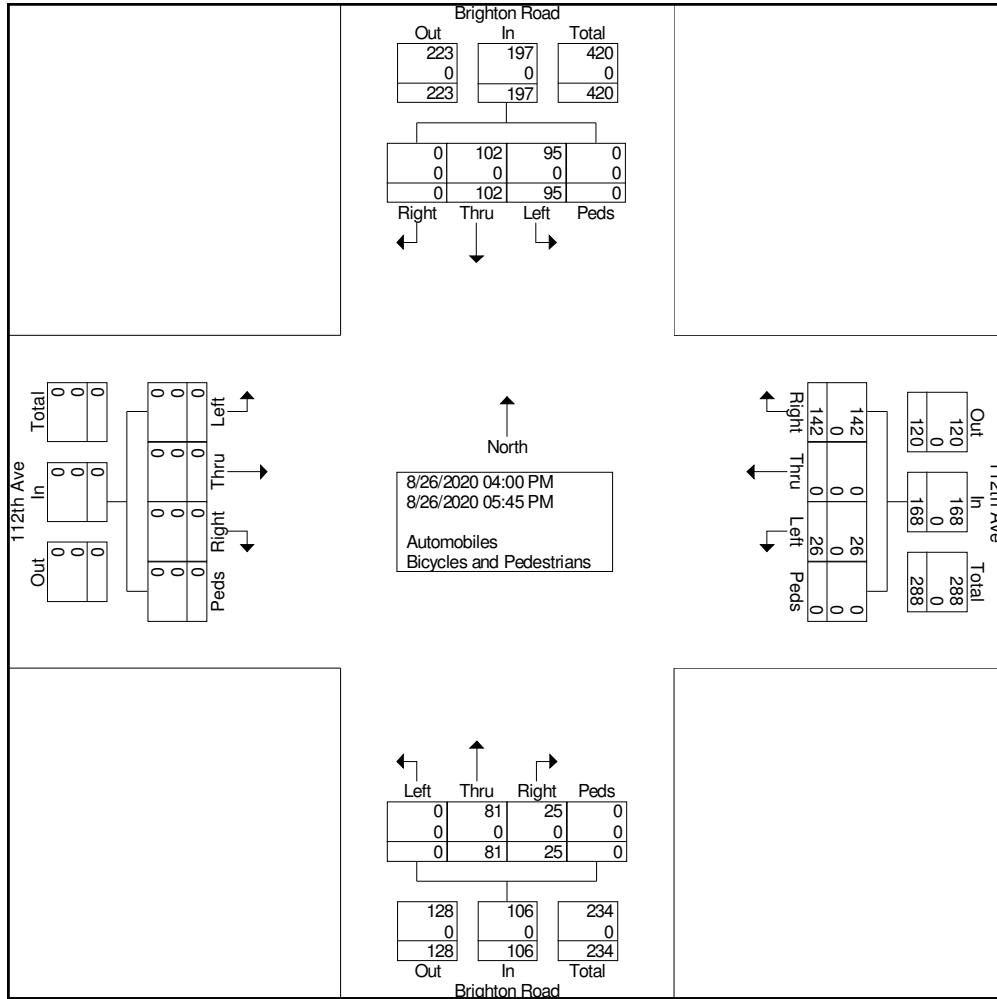 Brighton Road
Out In Total
223 197 420
0 0 0
223 197 420
0 102 95 0
0 0 0 0
0 102 95 0
Right Thru Left Peds
112th Ave
Total In Out
0 0 0
0 0 0
0 0 0
0 0 0 0
0 0 0 0
0 0 0 0
Left Thru Right Peds
North
8/26/2020 04:00 PM
8/26/2020 05:45 PM
Automobiles
Bicycles and Pedestrians
112th Ave
Out In Total
120 168 288
0 0 0
120 168 288
142 0 26 0
0 0 0 0
142 0 26 0
Right Thru Left Peds
Left Thru Right Peds
0 81 25 0
0 0 0 0
0 81 25 0
128 106 234
0 0 0
128 106 234
Out In Total
Brighton Road